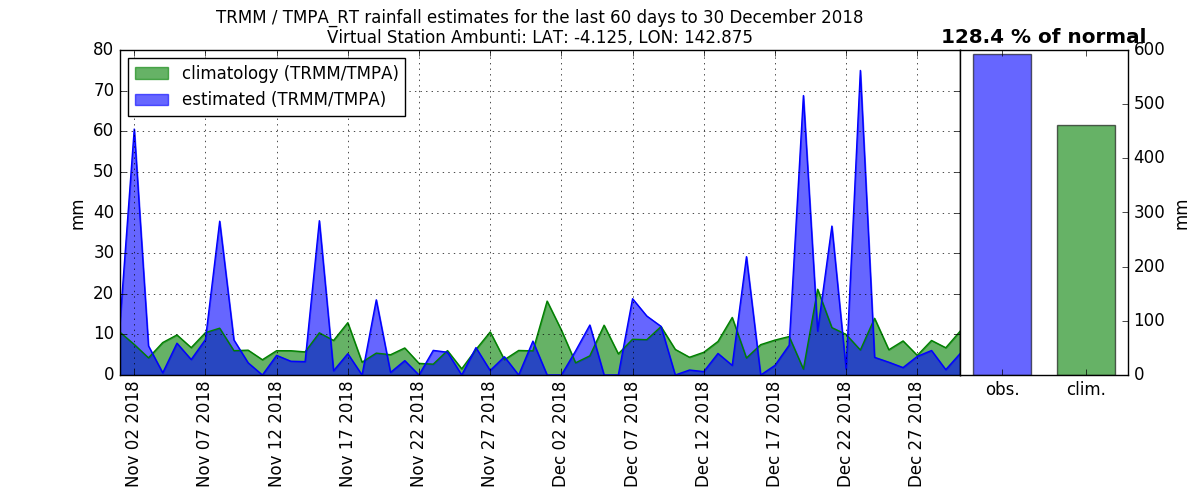 TRMM / TMPA_RT rainfall estimates for the last 60 days to 30 December 2018
Virtual Station Ambunti: LAT: -4.125, LON: 142.875
128.4 % of normal
climatology (TRMM/TMPA)
estimated (TRMM/TMPA)
mm
80
70
60
50
40
30
20
10
0
Nov 02 2018
Nov 07 2018
Nov 12 2018
Nov 17 2018
Nov 22 2018
Nov 27 2018
Dec 02 2018
Dec 07 2018
Dec 12 2018
Dec 17 2018
Dec 22 2018
Dec 27 2018
obs.
clim.
600
500
400
300
200
100
0
mm